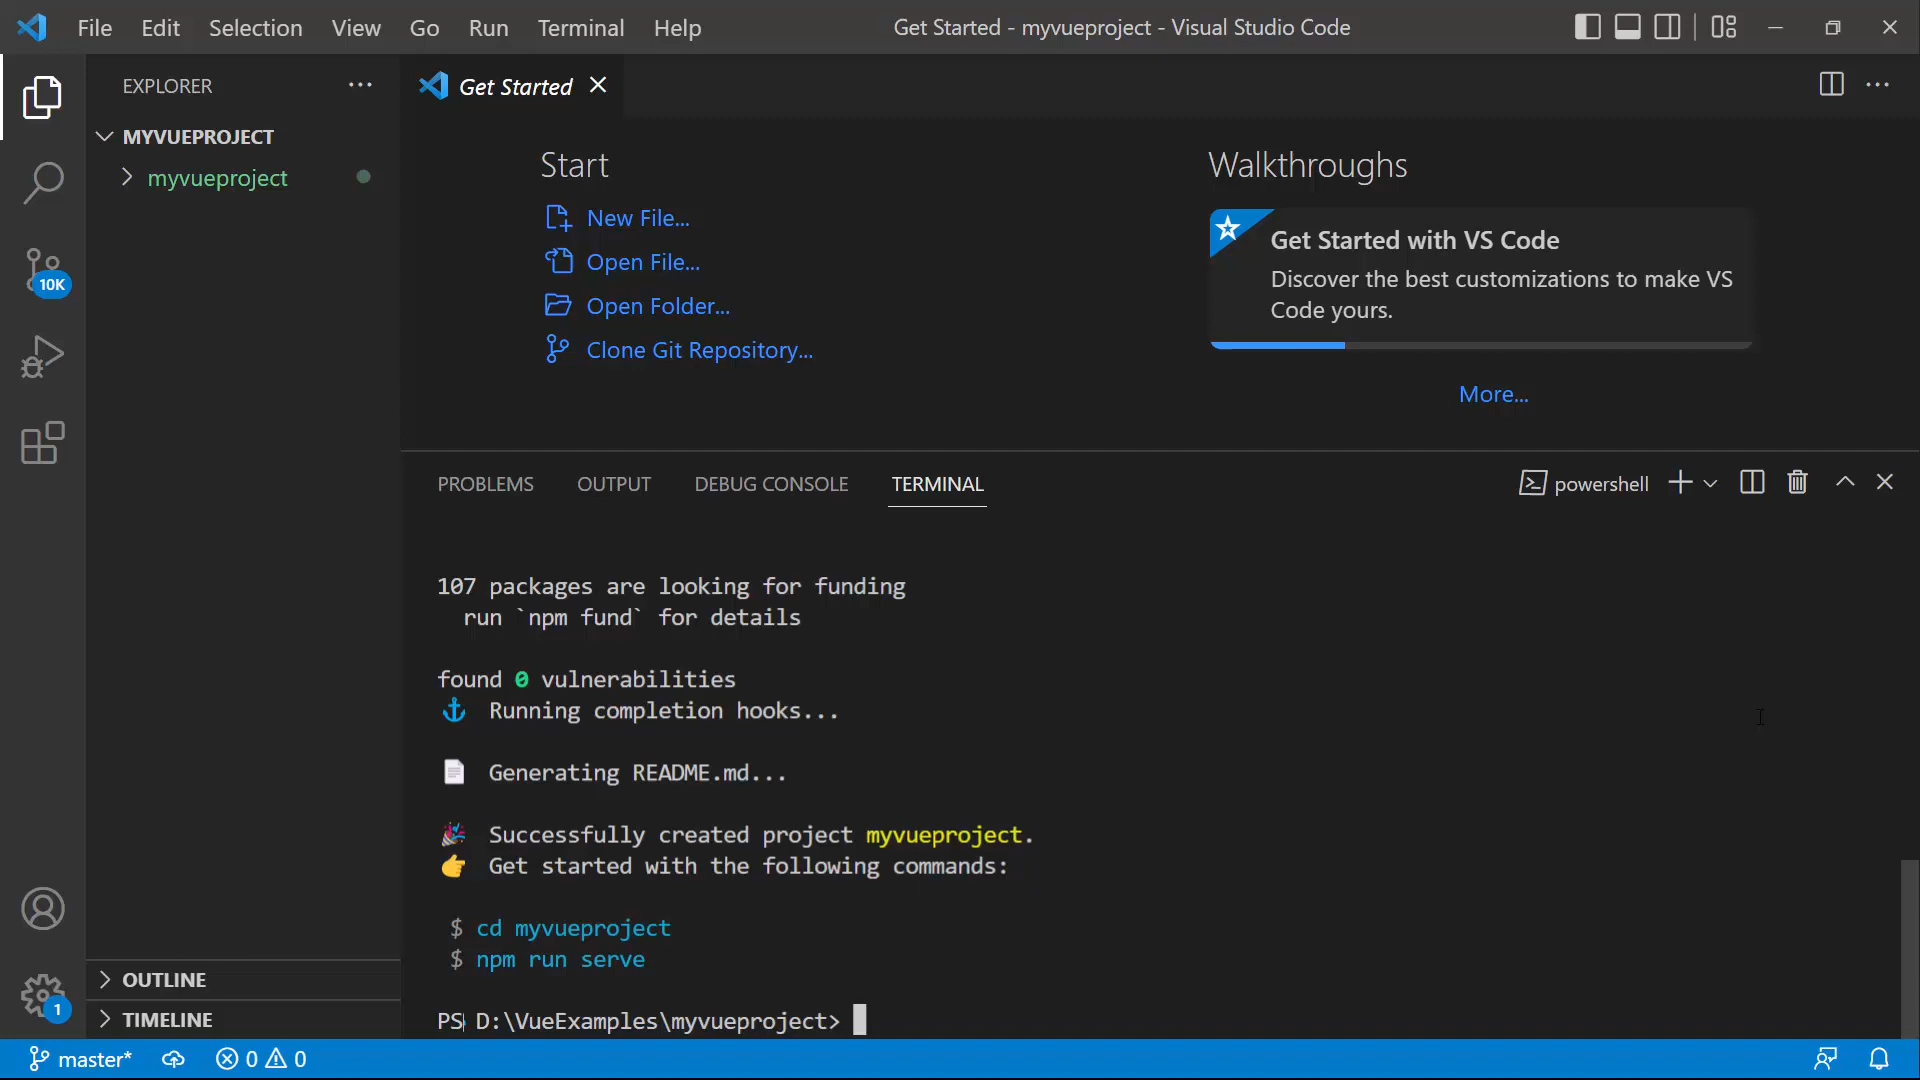 File Edit Selection View Go Run Terminal Help
Get Started - myvueproject - Visual Studio Code
EXPLORER
MYVUEPROJECT
myvueproject
10K
OUTLINE
TIMELINE
1
Get Started
Start
New File...
Open File...
Open Folder...
Clone Git Repository...
Walkthroughs
Get Started with VS Code
Discover the best customizations to make VS
Code yours.
More...
PROBLEMS OUTPUT DEBUG CONSOLE TERMINAL
powershell
107 packages are looking for funding
run `npm fund` for details
found 0 vulnerabilities
Running completion hooks...
Generating README.md...
Successfully created project myvueproject.
Get started with the following commands:
$ cd myvueproject
$ npm run serve
PS D:\VueExamples\myvueproject>
master* 0 0